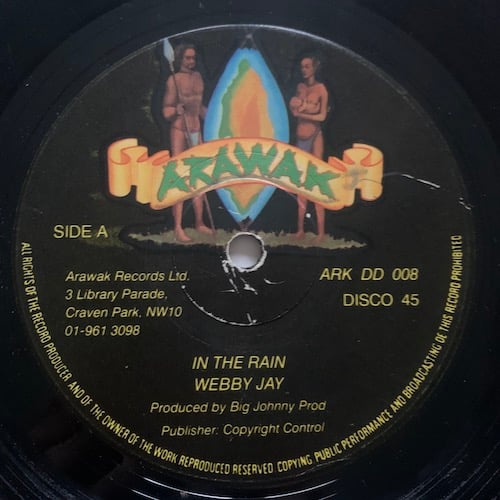 ARAWAK
SIDE A
Arawak Records Ltd.
3 Library Parade,
Craven Park, NW10
01-961 3098
ARK DD 008
DISCO 45
IN THE RAIN
WEBBY JAY
Produced by Big Johnny Prod
Publisher: Copyright Control
ALL RIGHTS OF THE RECORD PRODUCER AND OF THE OWNER OF THE WORK REPRODUCED RESERVED COPYING PUBLIC PERFORMANCE AND BROADCASTING OF THIS RECORD PROHIBITED